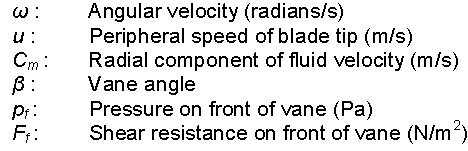 ω : Angular velocity (radians/s)
u : Peripheral speed of blade tip (m/s)
Cm : Radial component of fluid velocity (m/s)
β : Vane angle
pf : Pressure on front of vane (Pa)
Ff : Shear resistance on front of vane (N/m²)